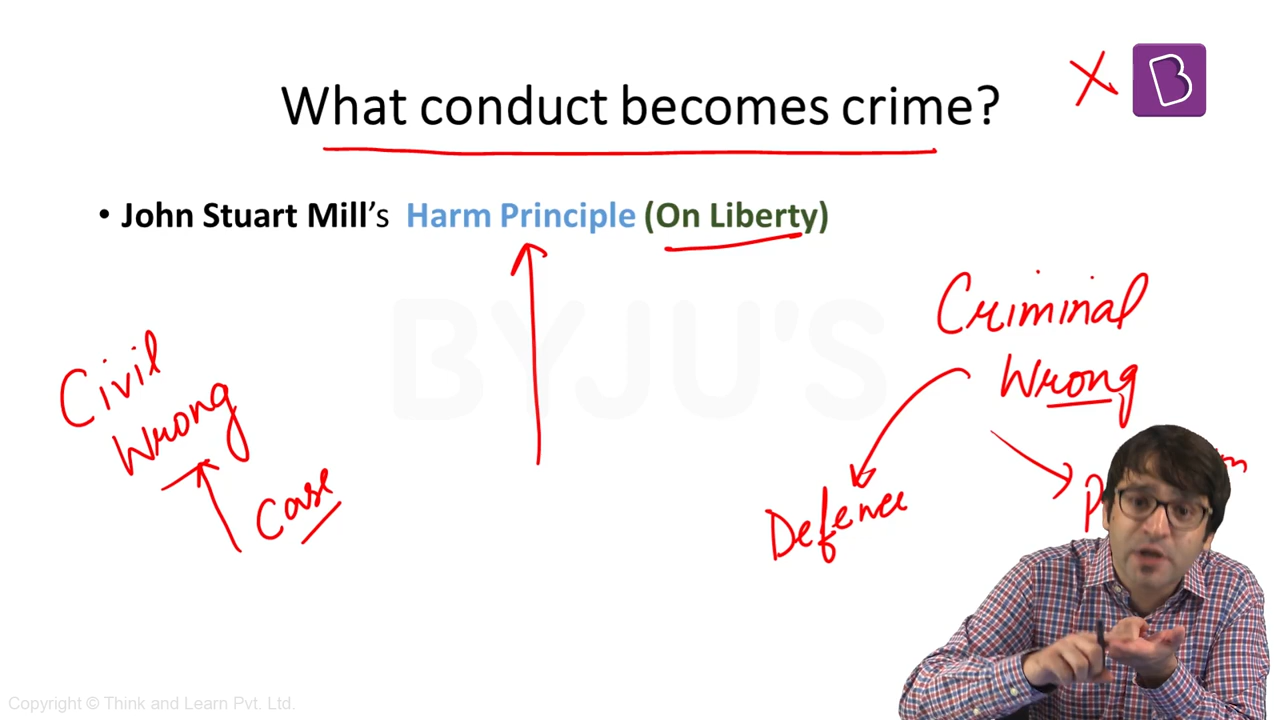 What conduct becomes crime?
• John Stuart Mill's Harm Principle (On Liberty)
BYJU'S
Criminal
Wrong
Civil
Wrong
Case
Defence
Copyright © Think and Learn Pvt. Ltd.